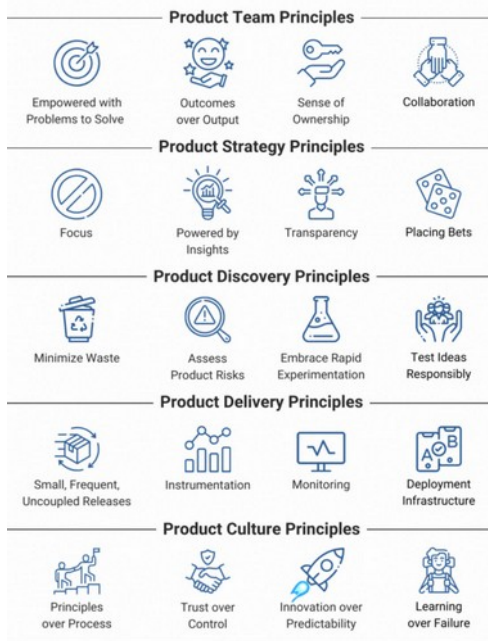 Product Team Principles
Empowered with
Problems to Solve
Outcomes
over Output
Sense of
Ownership
Collaboration
Product Strategy Principles
Focus
Powered by
Insights
Transparency
Placing Bets
Product Discovery Principles
Minimize Waste
Assess
Product Risks
Embrace Rapid
Experimentation
Test Ideas
Responsibly
Product Delivery Principles
A B
Small, Frequent,
Uncoupled Releases
Instrumentation
Monitoring
Deployment
Infrastructure
Product Culture Principles
Principles
over Process
Trust over
Control
Innovation over
Predictability
Learning
over Failure